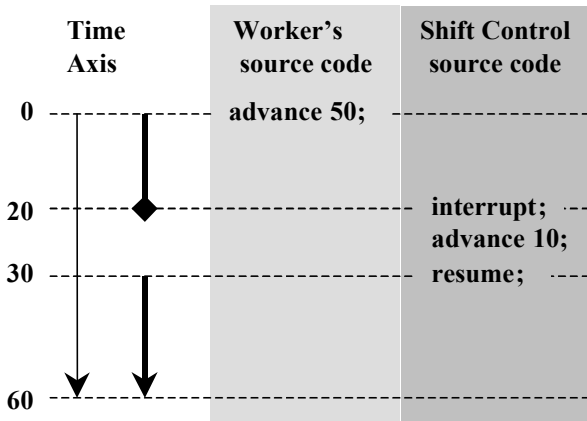 Time Axis
Worker’s source code
Shift Control source code
0
advance 50;
20
interrupt;
advance 10;
30
resume;
60